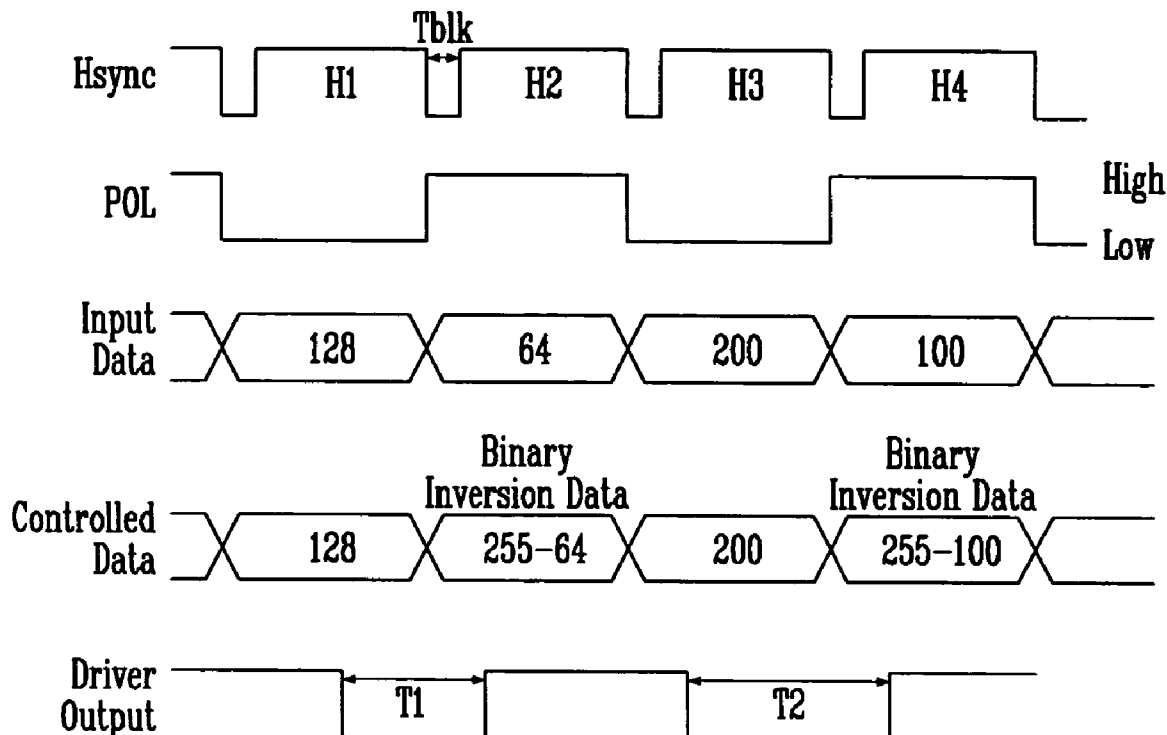 Tblk
Hsync
H1
H2
H3
H4
POL
High
Low
Input
Data
128
64
200
100
Binary
Inversion Data
Binary
Inversion Data
Controlled
Data
128
255-64
200
255-100
Driver
Output
T1
T2